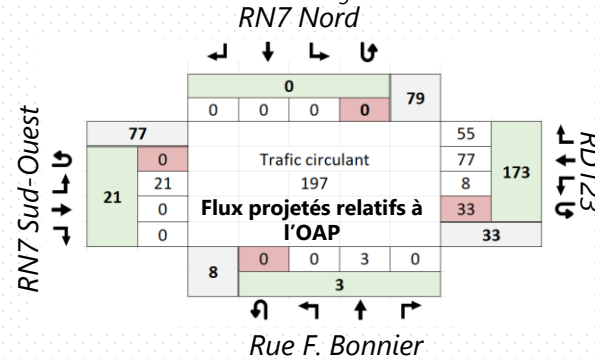 RN7 Nord
0
79
0 0 0 0
77
55
0
Trafic circulant
77
173
21
21
197
8
0
Flux projetés relatifs à
33
0
l'OAP
33
8
0 0 3 0
3
RN7 Sud-Ouest
RD123
Rue F. Bonnier